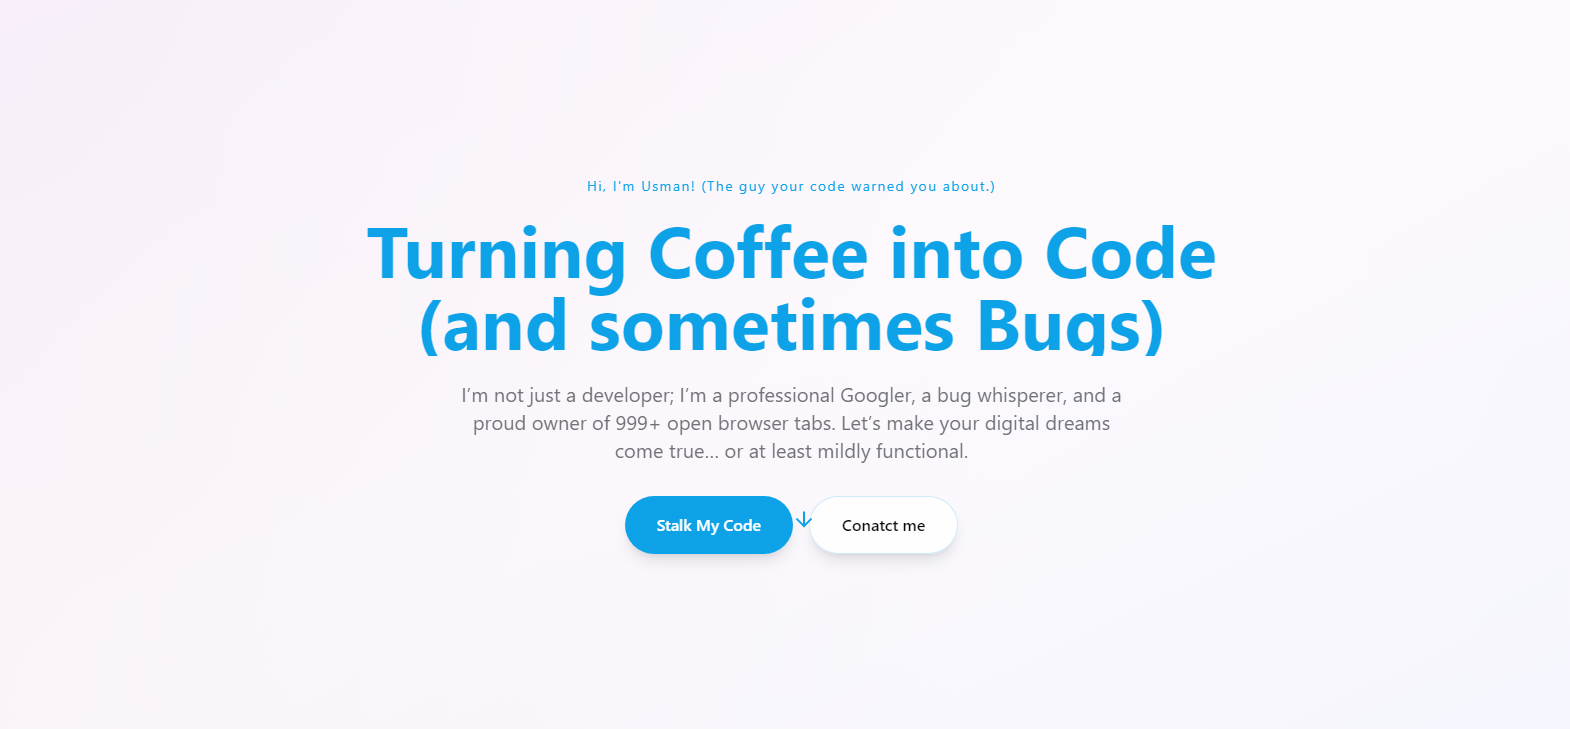 Hi, I'm Usman! (The guy your code warned you about.)
Turning Coffee into Code
(and sometimes Bugs)
I’m not just a developer; I’m a professional Googler, a bug whisperer, and a
proud owner of 999+ open browser tabs. Let’s make your digital dreams
come true… or at least mildly functional.
Stalk My Code
Conatct me